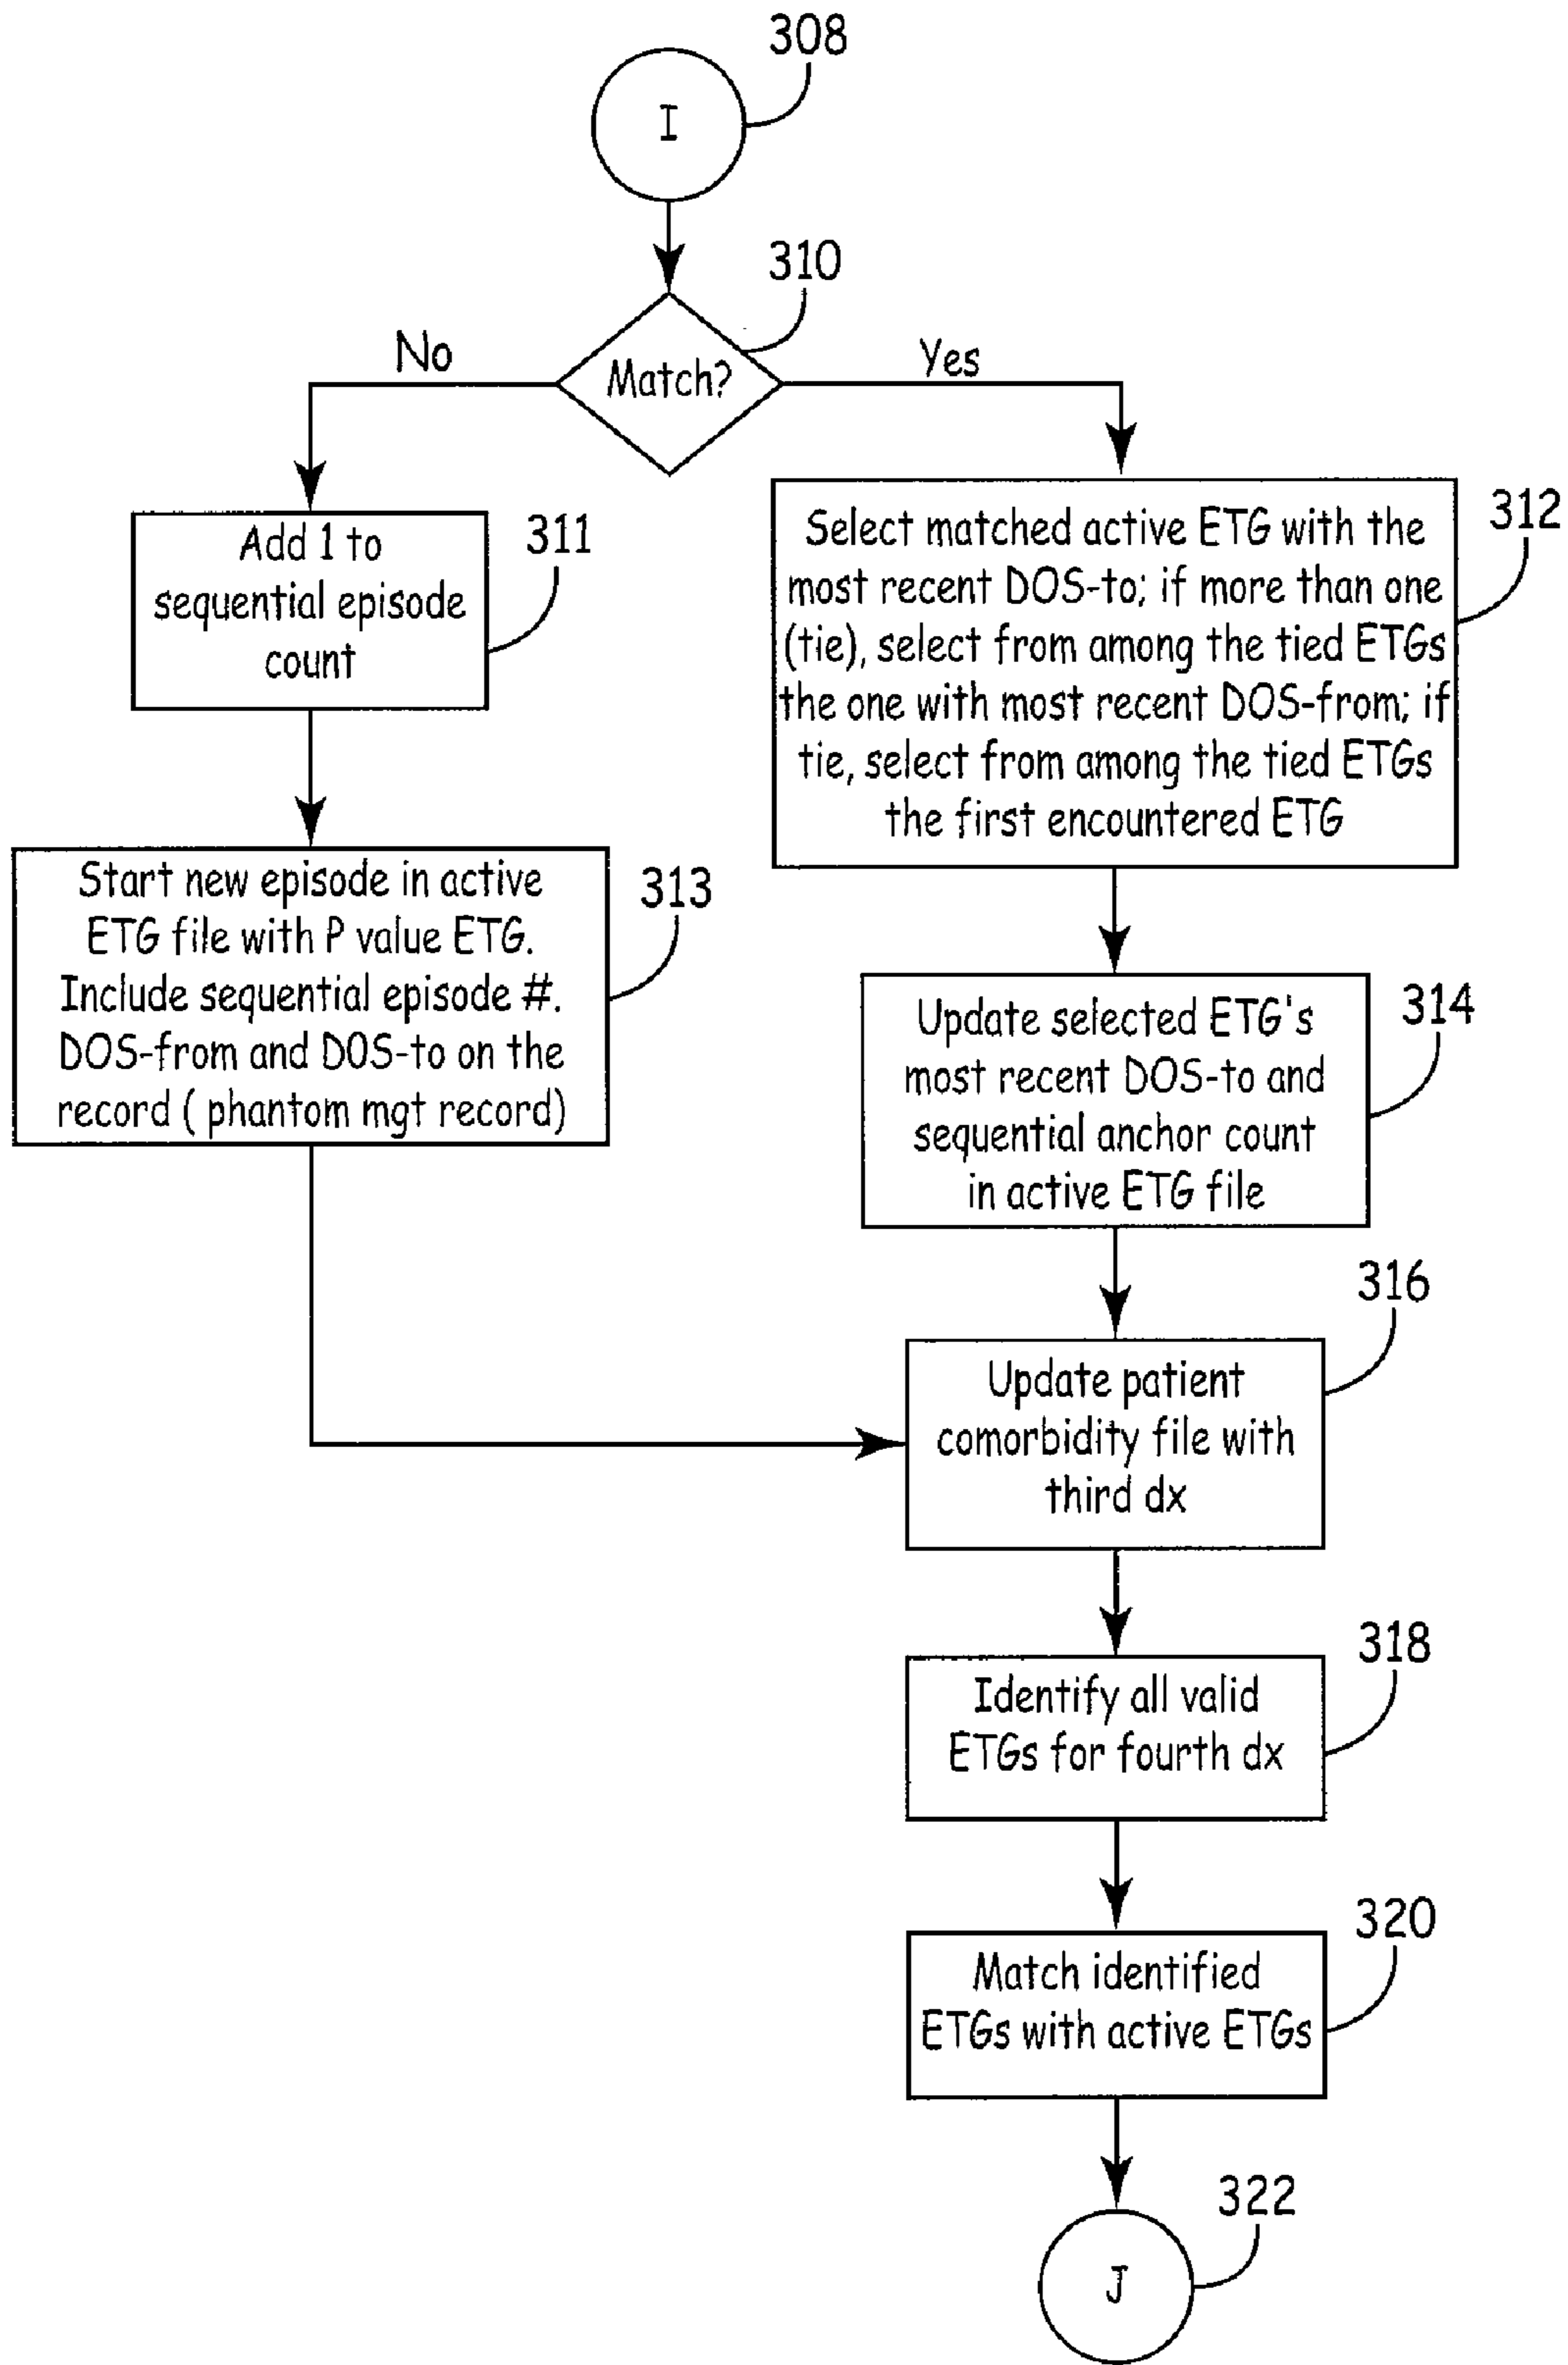 308
I
310
No
Match?
Yes
Add 1 to
sequential episode
count
311
Select matched active ETG with the
most recent DOS-to; if more than one
(tie), select from among the tied ETGs
the one with most recent DOS-from; if
tie, select from among the tied ETGs
the first encountered ETG
312
Start new episode in active
ETG file with P value ETG.
Include sequential episode #.
DOS-from and DOS-to on the
record ( phantom mgt record)
313
Update selected ETG's
most recent DOS-to and
sequential anchor count
in active ETG file
314
Update patient
comorbidity file with
third dx
316
Identify all valid
ETGs for fourth dx
318
Match identified
ETGs with active ETGs
320
J
322